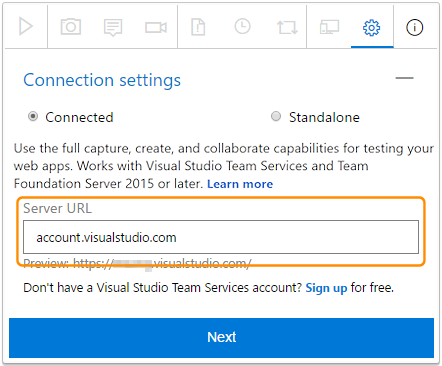 Connection settings
Connected
Standalone
Use the full capture, create, and collaborate capabilities for testing your
web apps. Works with Visual Studio Team Services and Team
Foundation Server 2015 or later. Learn more
Server URL
account.visualstudio.com
Preview: https:// .visualstudio.com/
Don't have a Visual Studio Team Services account? Sign up for free.
Next